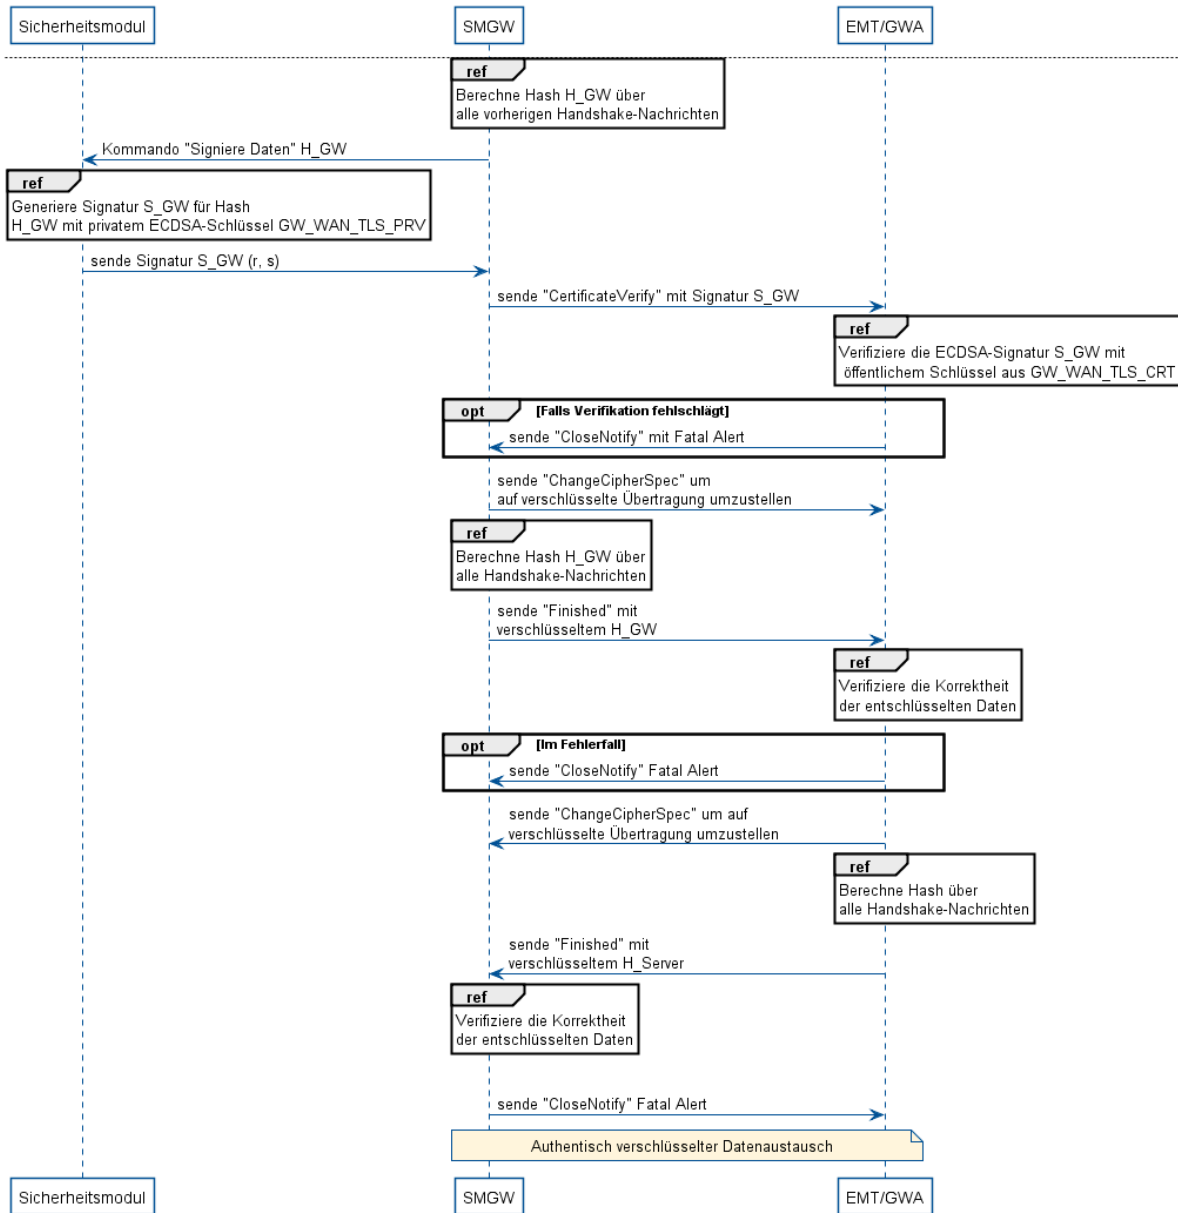 Sicherheitsmodul
SMGW
EMT/GWA
ref
Berechne Hash H_GW über
alle vorherigen Handshake-Nachrichten
Kommando "Signiere Daten" H_GW
ref
Generiere Signatur S_GW für Hash
H_GW mit privatem ECDSA-Schlüssel GW_WAN_TLS_PRV
sende Signatur S_GW (r, s)
sende "CertificateVerify" mit Signatur S_GW
ref
Verifiziere die ECDSA-Signatur S_GW mit
öffentlichem Schlüssel aus GW_WAN_TLS_CRT
opt
[Falls Verifikation fehlschlägt]
sende "CloseNotify" mit Fatal Alert
sende "ChangeCipherSpec" um
auf verschlüsselte Übertragung umzustellen
ref
Berechne Hash H_GW über
alle Handshake-Nachrichten
sende "Finished" mit
verschlüsseltem H_GW
ref
Verifiziere die Korrektheit
der entschlüsselten Daten
opt
[Im Fehlerfall]
sende "CloseNotify" Fatal Alert
sende "ChangeCipherSpec" um auf
verschlüsselte Übertragung umzustellen
ref
Berechne Hash über
alle Handshake-Nachrichten
sende "Finished" mit
verschlüsseltem H_Server
ref
Verifiziere die Korrektheit
der entschlüsselten Daten
sende "CloseNotify" Fatal Alert
Authentisch verschlüsselter Datenaustausch
Sicherheitsmodul
SMGW
EMT/GWA